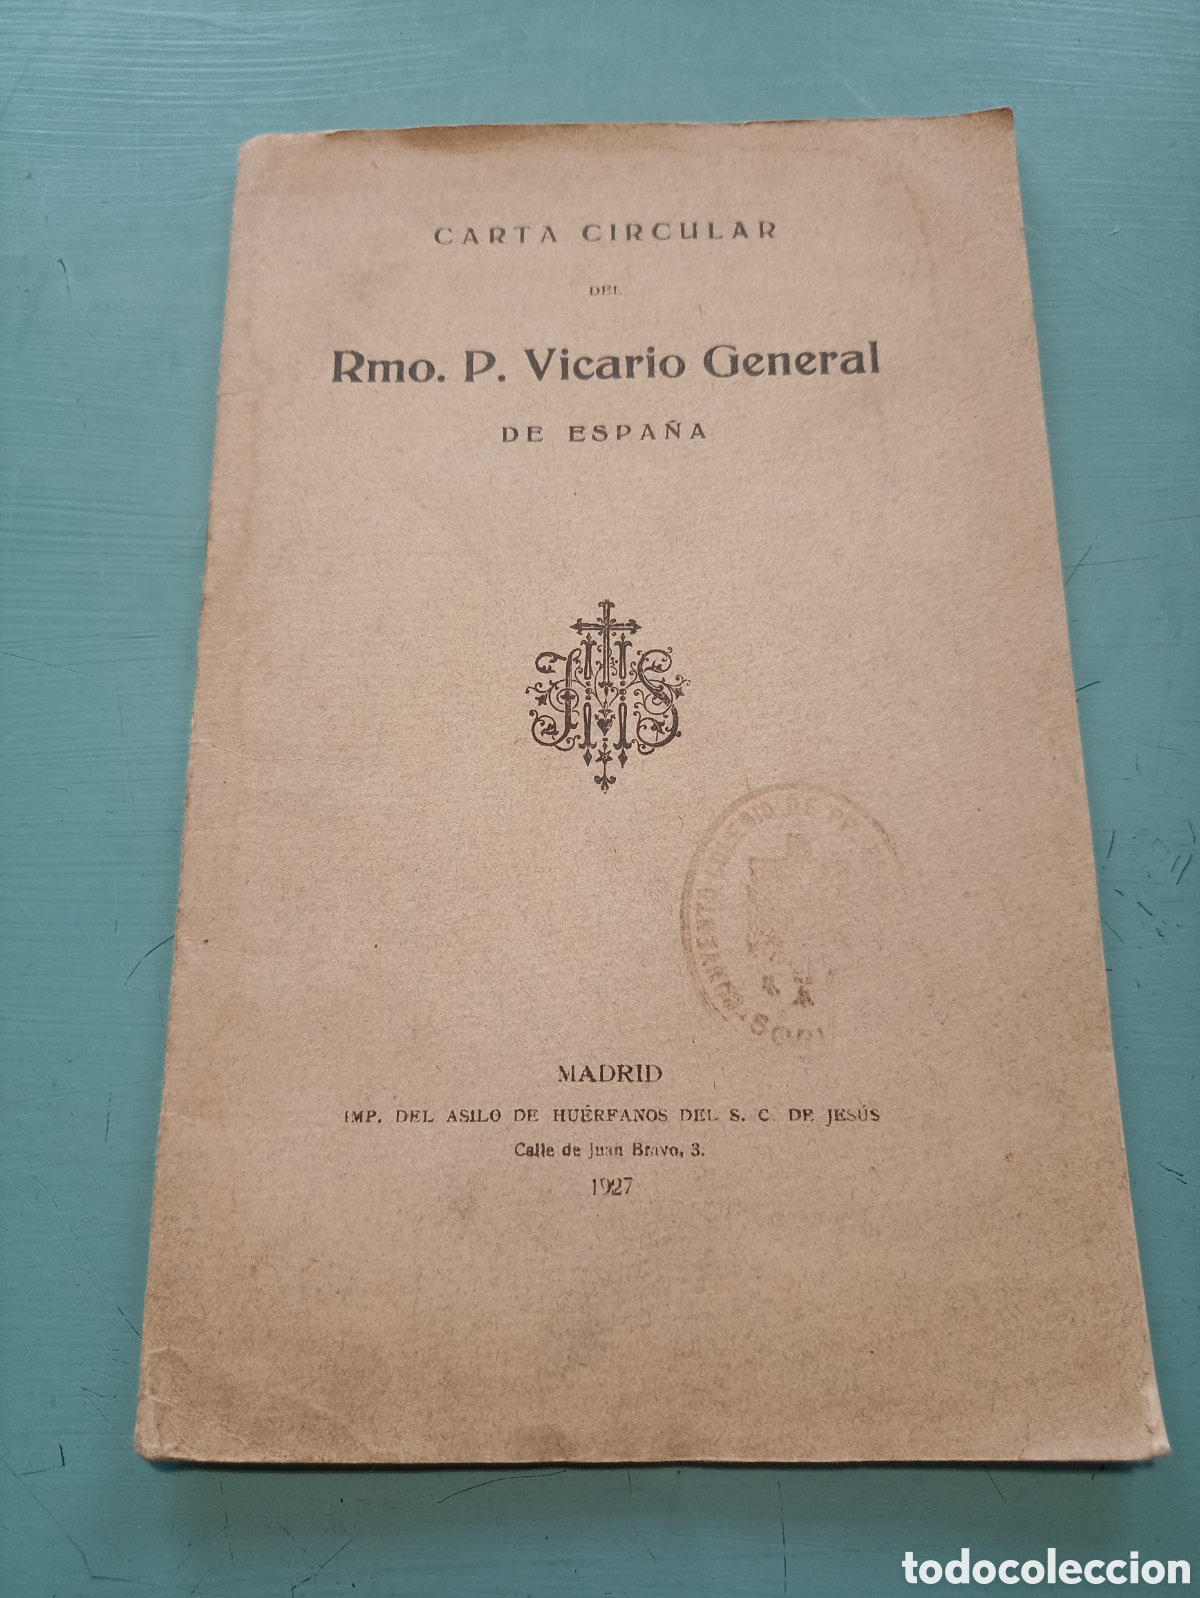 CARTA CIRCULAR
DEL
Rmo. P. Vicario General
DE ESPAÑA
JHS
MADRID
IMP. DEL ASILO DE HUÉRFANOS DEL S. C. DE JESÚS
Calle de Juan Bravo, 3.
1927
todocoleccion